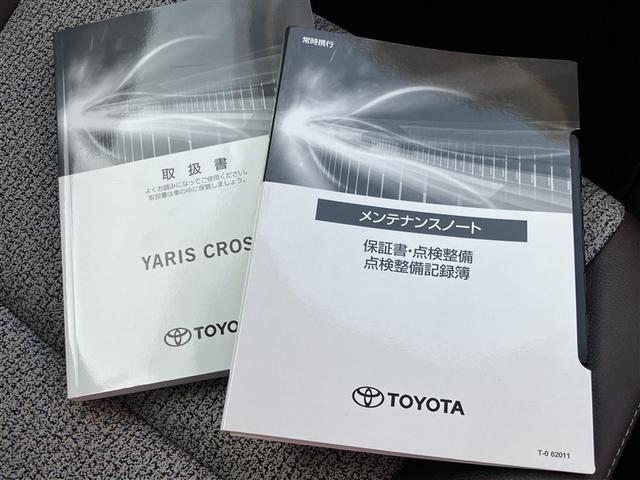 取扱書
よくお読みになってご使用ください。
取扱書は車の中に保管しましょう。
YARIS CROS
TOYO
常時携行
メンテナンスノート
保証書・点検整備
点検整備記録簿
TOYOTA
T-0 62011